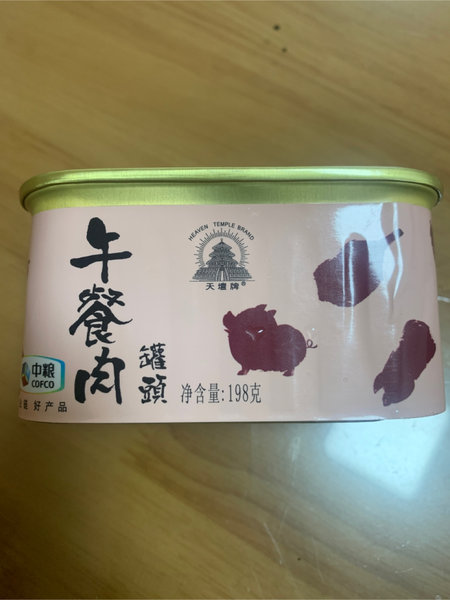 午餐肉
罐頭
HEAVEN TEMPLE BRAND
天壇牌
中粮
COFCO
好产品
净含量:198克